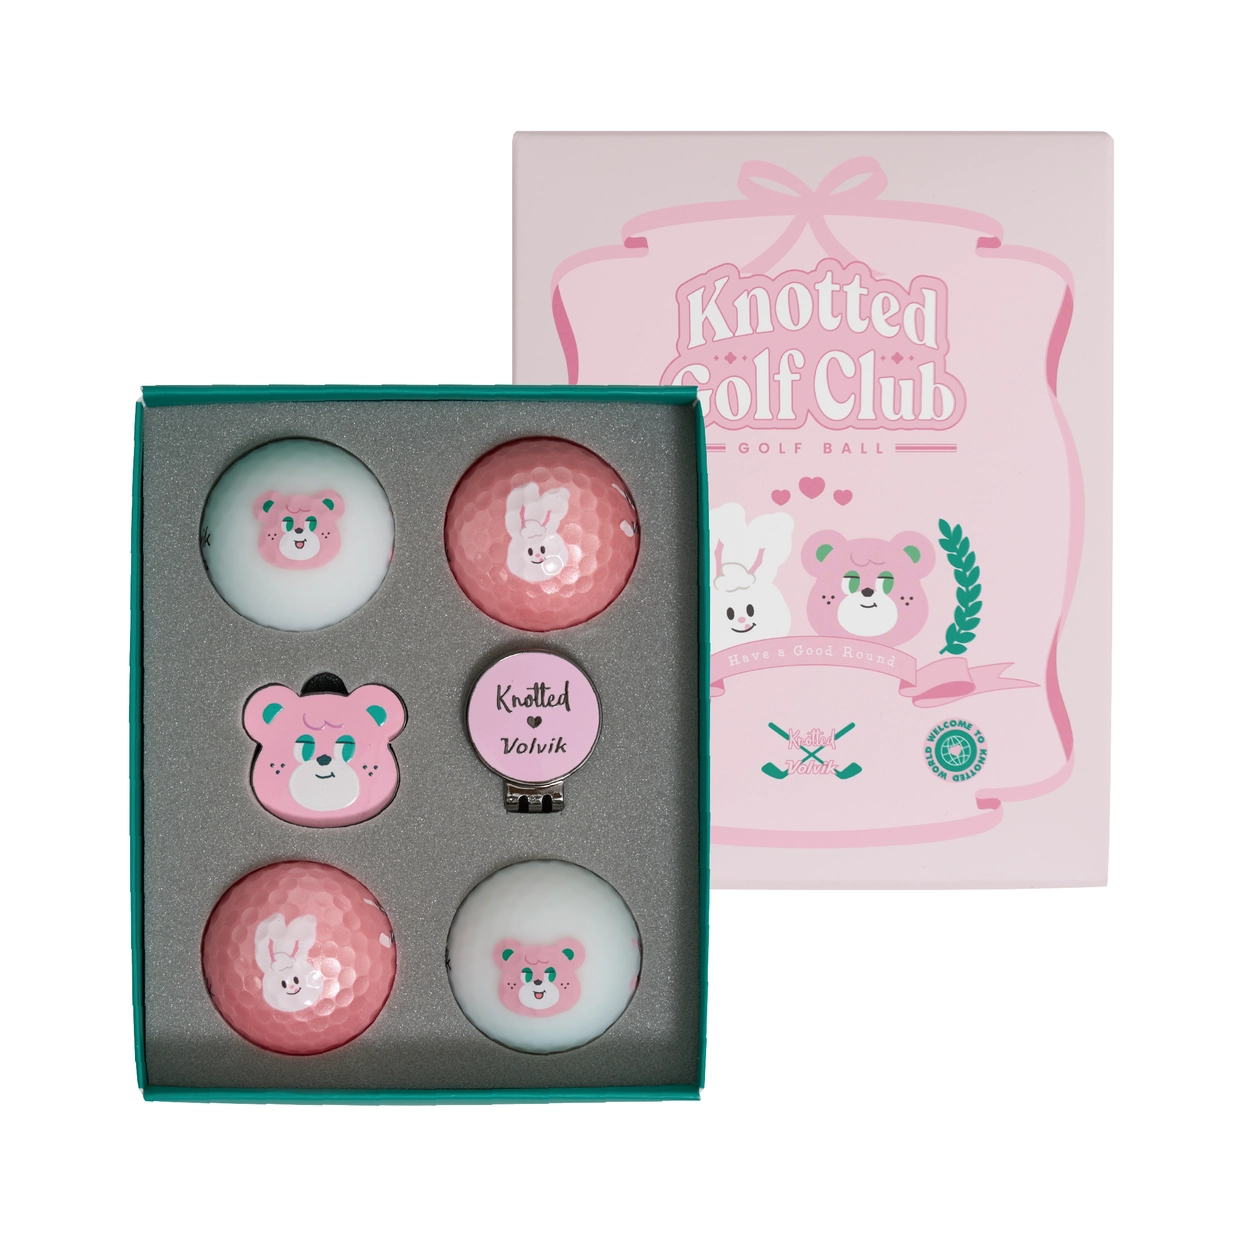 Knotted
Golf Club
GOLF BALL
Have a Good Round
Knotted
Volvik
WELCOME TO KNOTTED WORLD
Knotted
Volvik